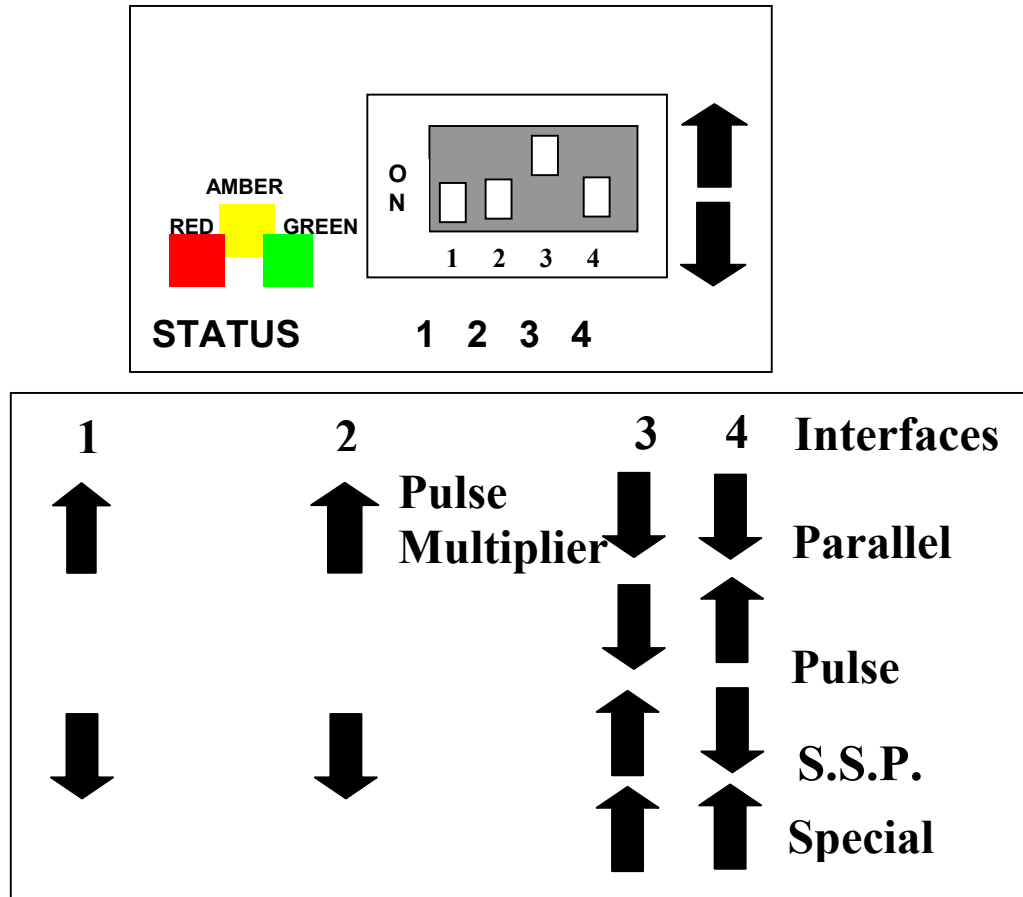 O
N
AMBER
RED GREEN
1 2 3 4
STATUS 1 2 3 4
1 2 3 4 Interfaces
Pulse
Multiplier
Parallel
Pulse
S.S.P.
Special